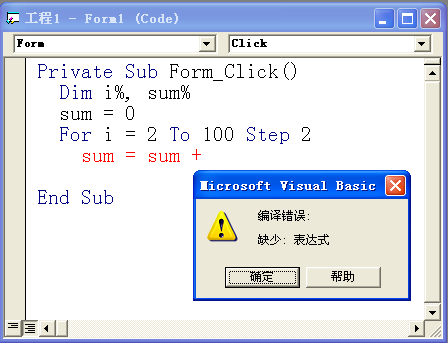 工程1 - Form1 (Code)
Form Click
Private Sub Form_Click()
Dim i%, sum%
sum = 0
For i = 2 To 100 Step 2
sum = sum +
End Sub
Microsoft Visual Basic
编译错误:
缺少: 表达式
确定 帮助